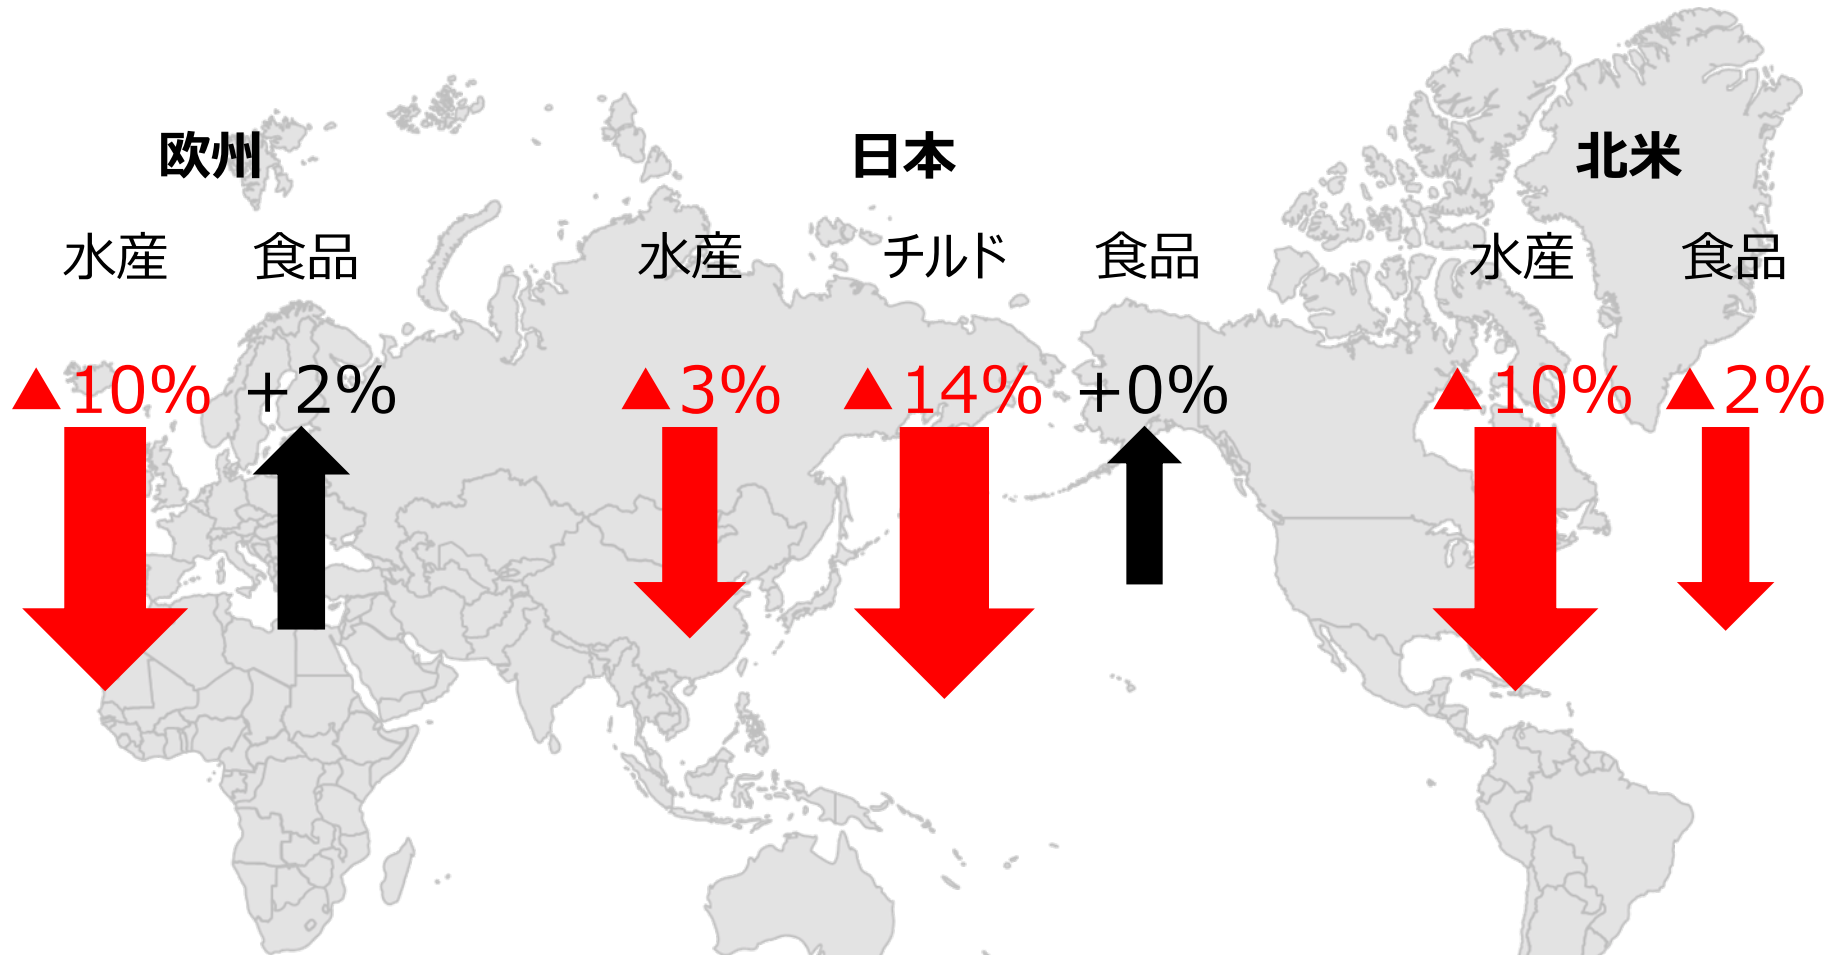 欧州 日本 北米
水産 食品 水産 チルド 食品 水産 食品
▲10% +2% ▲3% ▲14% +0% ▲10% ▲2%